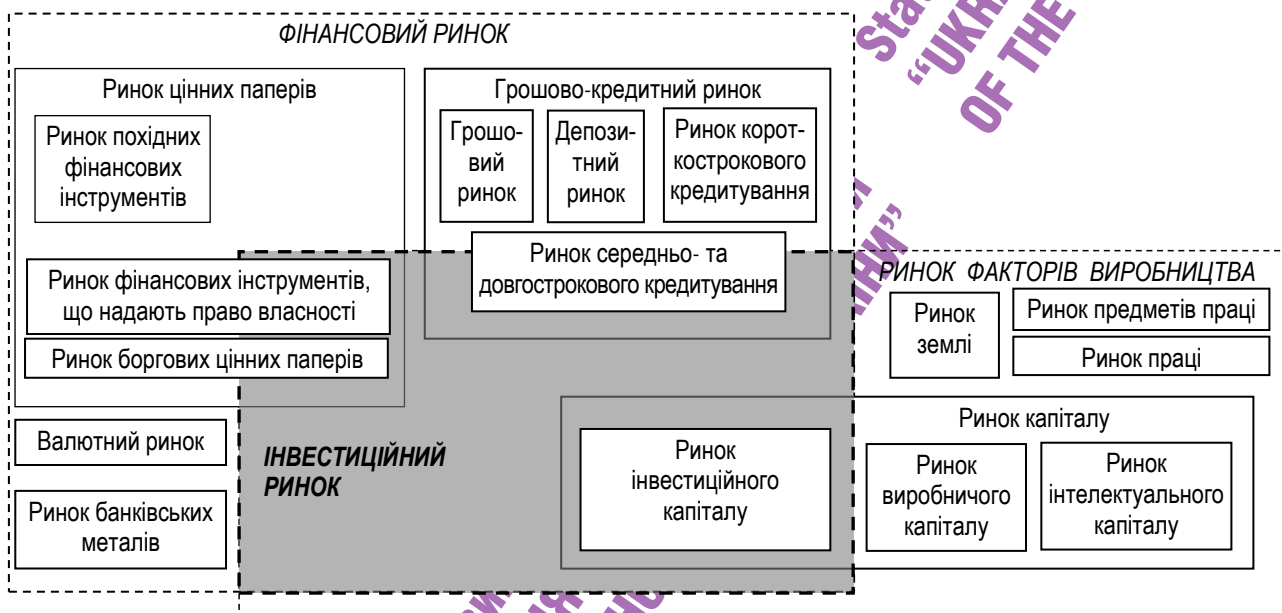 ФІНАНСОВИЙ РИНОК
Ринок цінних паперів
Ринок похідних
фінансових
інструментів
Ринок фінансових інструментів,
що надають право власності
Ринок боргових цінних паперів
Валютний ринок
Ринок банківських
металів
Грошово-кредитний ринок
Грошо-
вий
ринок
Депози-
тний
ринок
Ринок корот-
кострокового
кредитування
Ринок середньо- та
довгострокового кредитування
ІНВЕСТИЦІЙНИЙ
РИНОК
РИНОК ФАКТОРІВ ВИРОБНИЦТВА
Ринок
землі
Ринок предметів праці
Ринок праці
Ринок капіталу
Ринок
інвестиційного
капіталу
Ринок
виробничого
капіталу
Ринок
інтелектуального
капіталу
OF THE